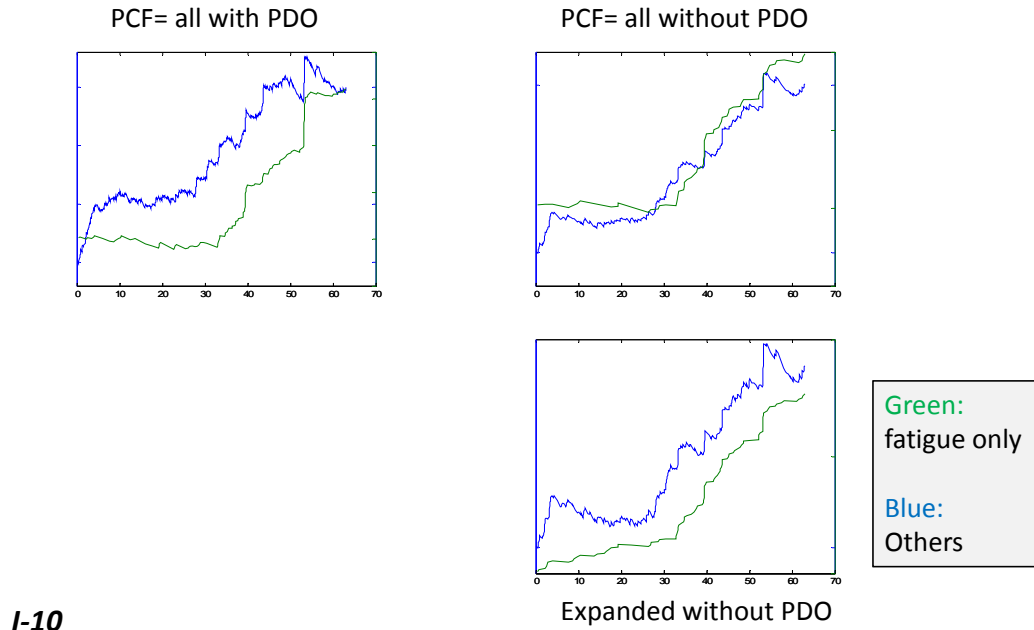 PCF= all with PDO
PCF= all without PDO
0 10 20 30 40 50 60 70
0 10 20 30 40 50 60 70
Green:
fatigue only
Blue:
Others
0 10 20 30 40 50 60 70
Expanded without PDO
I-10